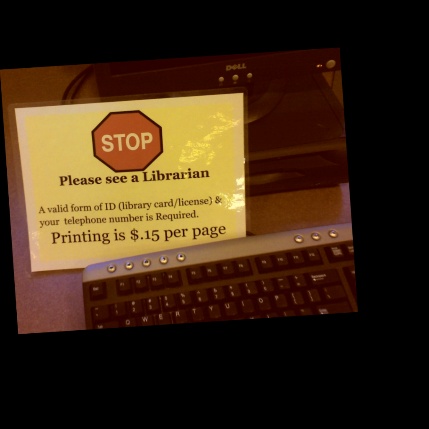 DELL
STOP
Please see a Librarian
A valid form of ID (library card/license) &
your telephone number is Required.
Printing is $.15 per page
Q W E R T Y U I O P